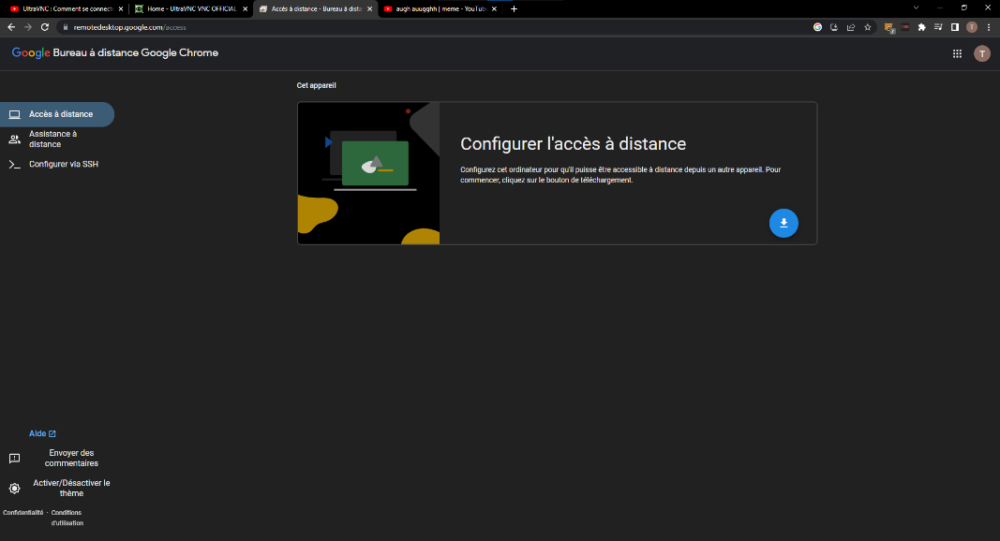 UltraVNC : Comment se connect
Home - UltraVNC VNC OFFICIAL
Accès à distance - Bureau à dista
augh auuqqhh | meme - YouTube
remotedesktop.google.com/access
Google Bureau à distance Google Chrome
T
T
Cet appareil
Accès à distance
Assistance à
distance
Configurer via SSH
Configurer l'accès à distance
Configurez cet ordinateur pour qu'il puisse être accessible à distance depuis un autre appareil. Pour
commencer, cliquez sur le bouton de téléchargement.
Aide
Envoyer des
commentaires
Activer/Désactiver le
thème
Confidentialité · Conditions
d'utilisation